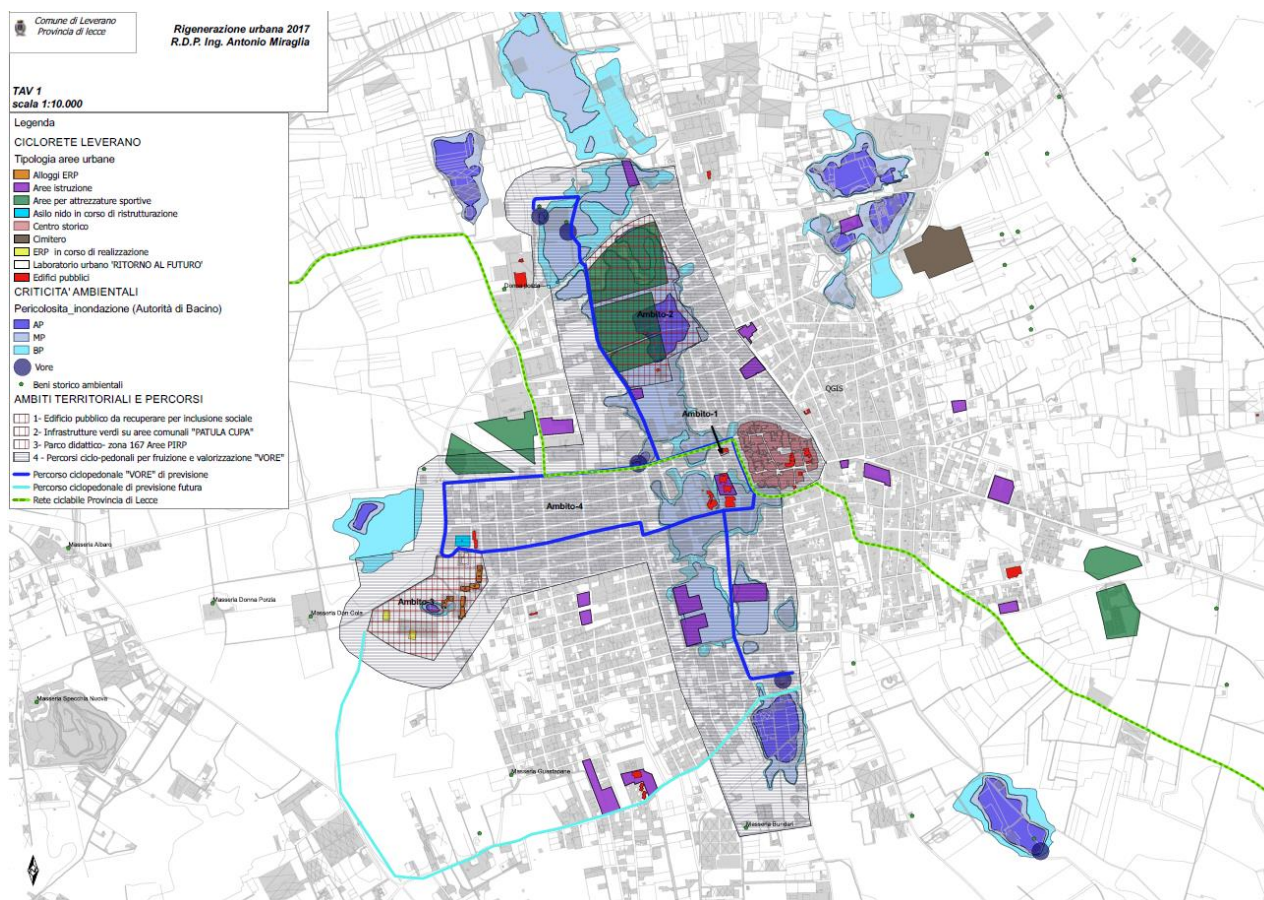 Comune di Leverano
Provincia di lecce
Rigenerazione urbana 2017
R.D.P. Ing. Antonio Miraglia
TAV 1
scala 1:10.000
Legenda
CICLORETE LEVERANO
Tipologia aree urbane
Alloggi ERP
Aree istruzione
Aree per attrezzature sportive
Asilo nido in corso di ristrutturazione
Centro storico
Cimitero
ERP in corso di realizzazione
Laboratorio urbano 'RITORNO AL FUTURO'
Edifici pubblici
CRITICITA' AMBIENTALI
Pericolosita_inondazione (Autorità di Bacino)
AP
MP
BP
Vore
Beni storico ambientali
AMBITI TERRITORIALI E PERCORSI
1- Edificio pubblico da recuperare per inclusione sociale
2- Infrastrutture verdi su aree comunali "PATULA CUPA"
3- Parco didattico- zona 167 Aree PIRP
4 - Percorsi ciclo-pedonali per fruizione e valorizzazione "VORE"
Percorso ciclopedonale "VORE" di previsione
Percorso ciclopedonale di previsione futura
Rete ciclabile Provincia di Lecce
Ambito-2
QGIS
Ambito-1
Ambito-4
Masseria Albaro
Masseria Donna Porzia
Ambito-3
Masseria Don Cola
Masseria Specchia Nuova
Masseria Guastapane